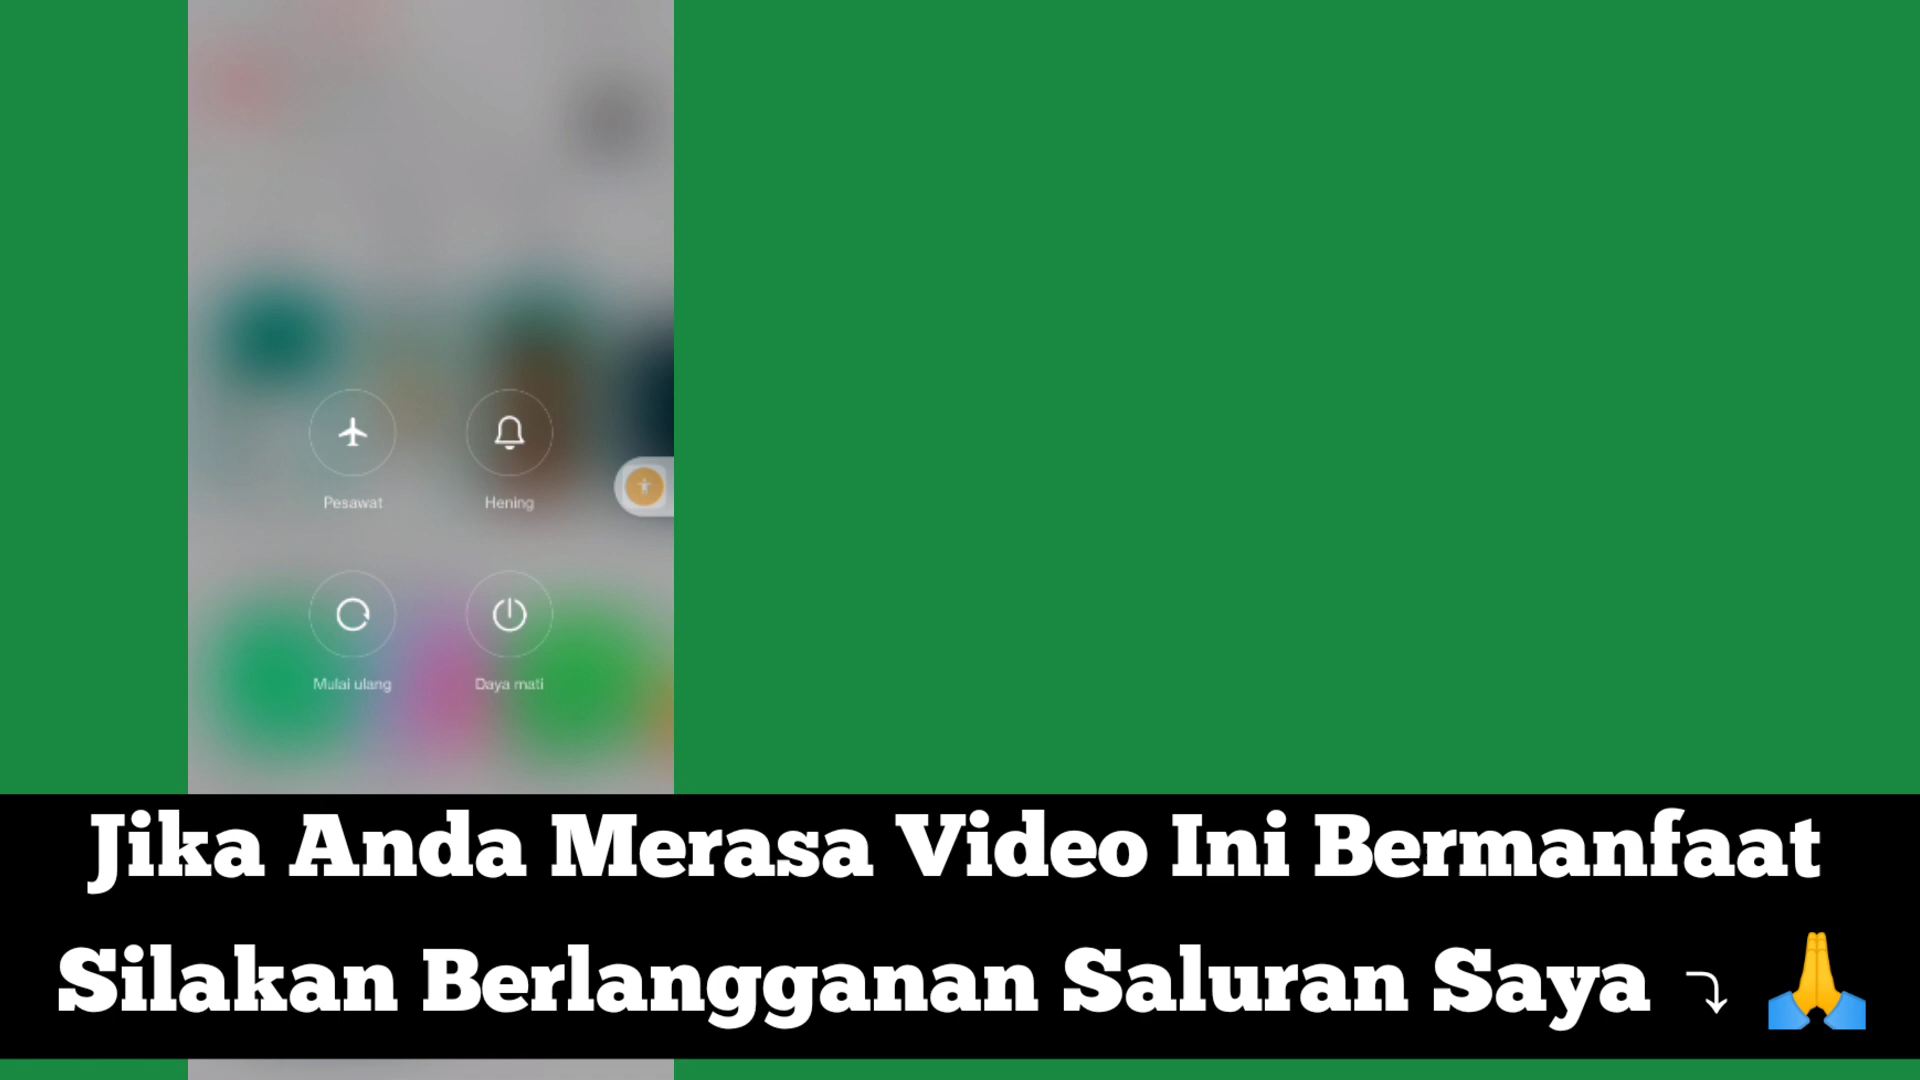 Pesawat Hening
Mulai ulang Daya mati
Jika Anda Merasa Video Ini Bermanfaat
Silakan Berlangganan Saluran Saya ⤵ 🙏